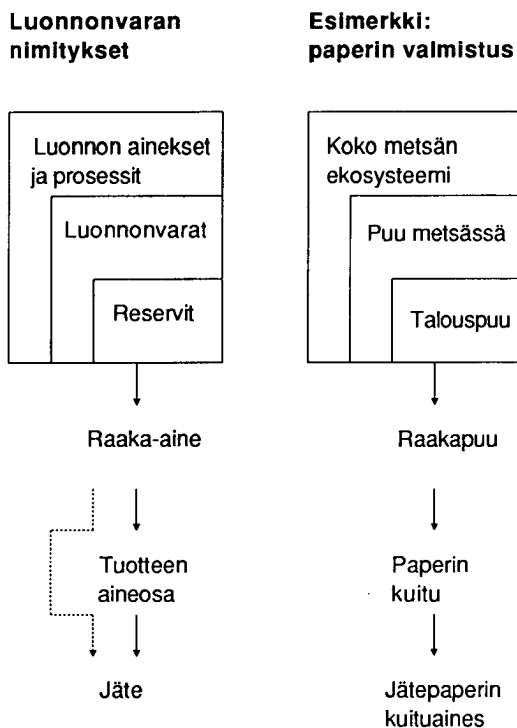 Luonnonvaran
nimitykset
Luonnon ainekset
ja prosessit
Luonnonvarat
Reservit
Raaka-aine
Tuotteen
aineosa
Jäte
Esimerkki:
paperin valmistus
Koko metsän
ekosysteemi
Puu metsässä
Talouspuu
Raakapuu
Paperin
kuitu
Jätepaperin
kuituaines